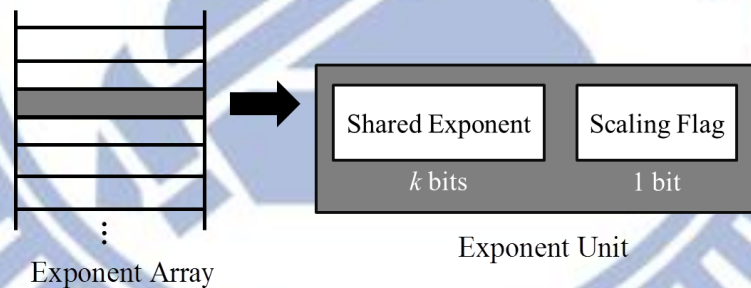 Shared Exponent
Scaling Flag
k bits
1 bit
⋮
Exponent Array
Exponent Unit